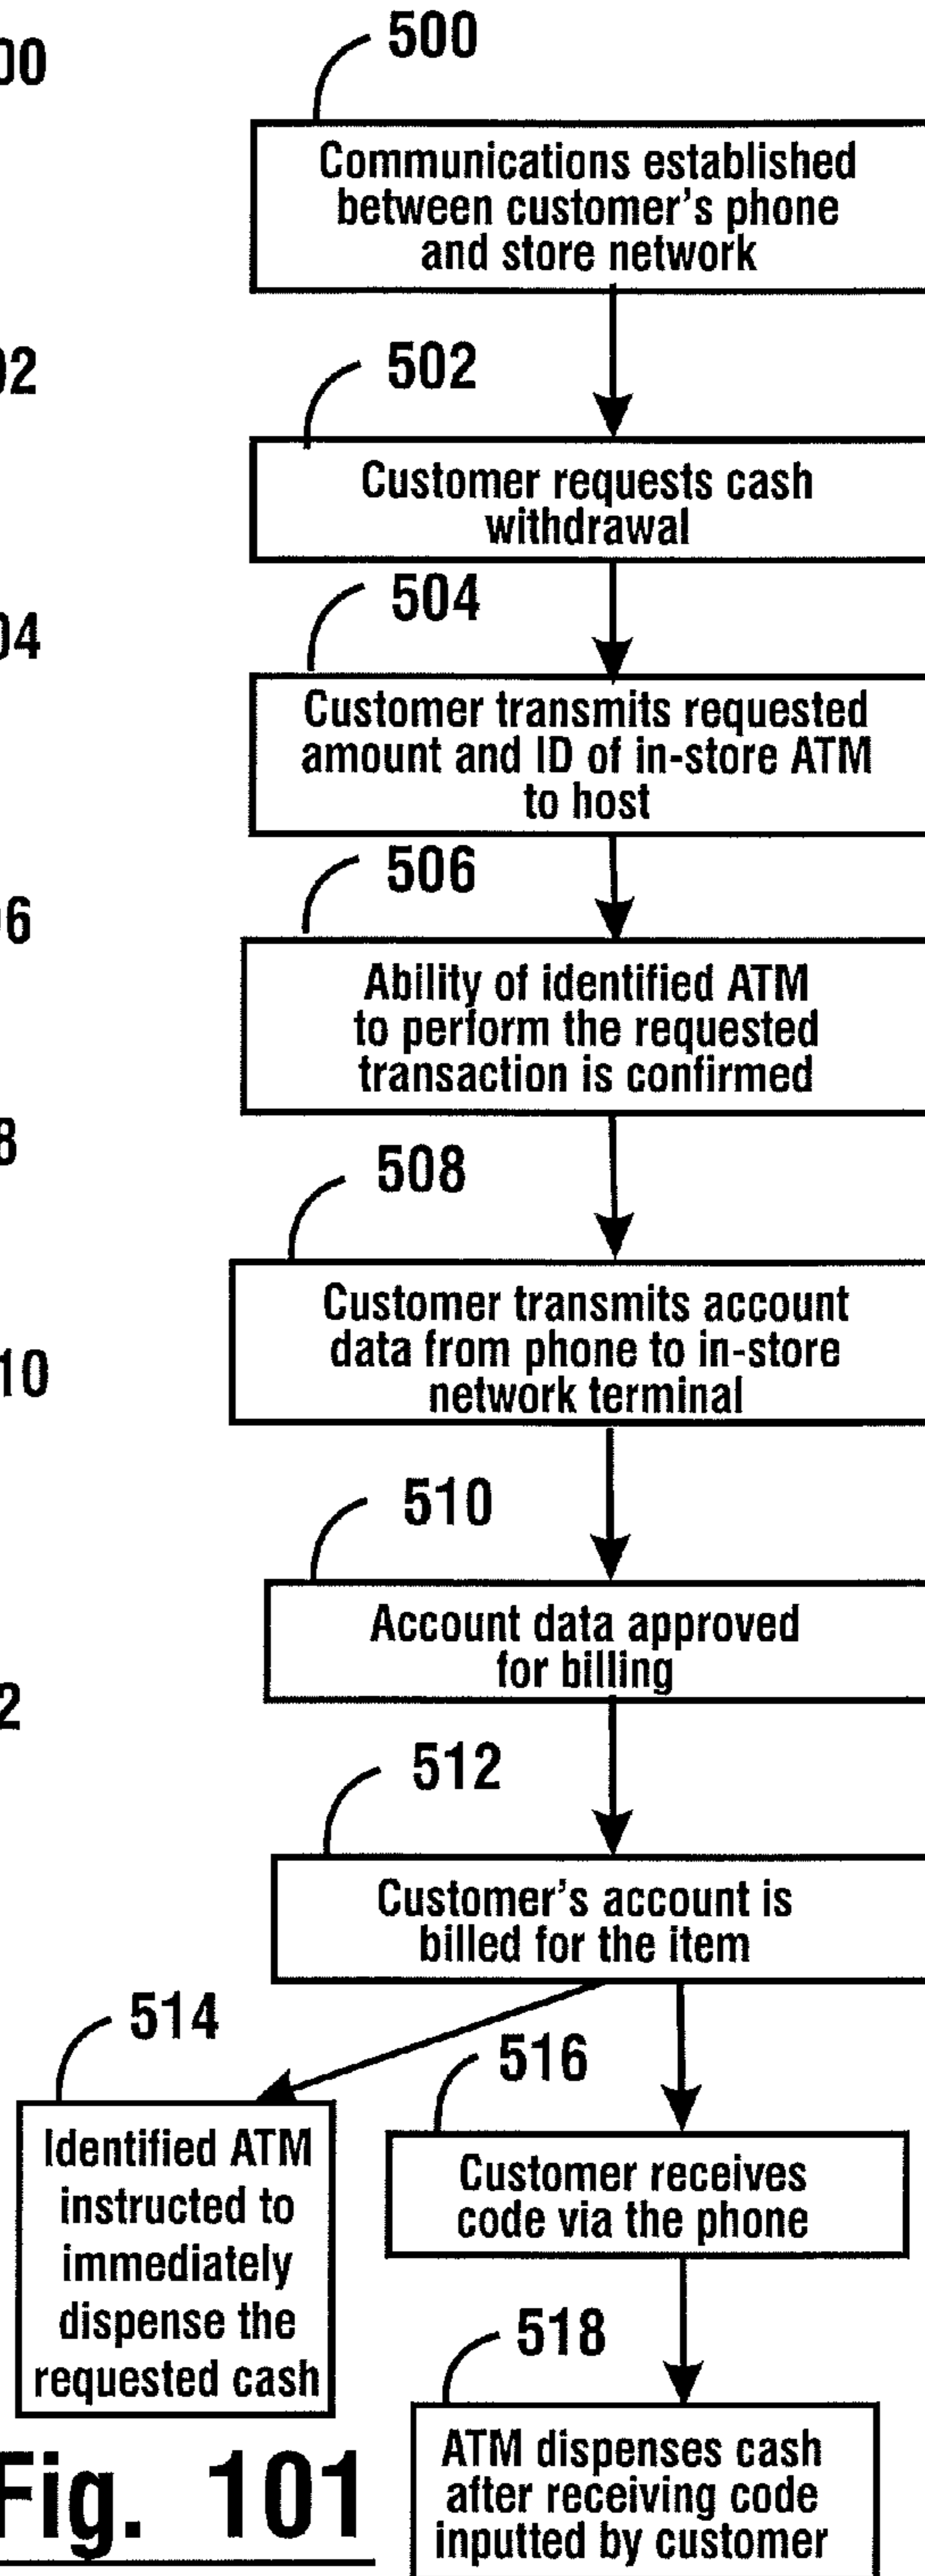 500
Communications established
between customer's phone
and store network
502
Customer requests cash
withdrawal
504
Customer transmits requested
amount and ID of in-store ATM
to host
506
Ability of identified ATM
to perform the requested
transaction is confirmed
508
Customer transmits account
data from phone to in-store
network terminal
510
Account data approved
for billing
512
Customer's account is
billed for the item
514
Identified ATM
instructed to
immediately
dispense the
requested cash
516
Customer receives
code via the phone
518
ATM dispenses cash
after receiving code
inputted by customer
Fig. 101